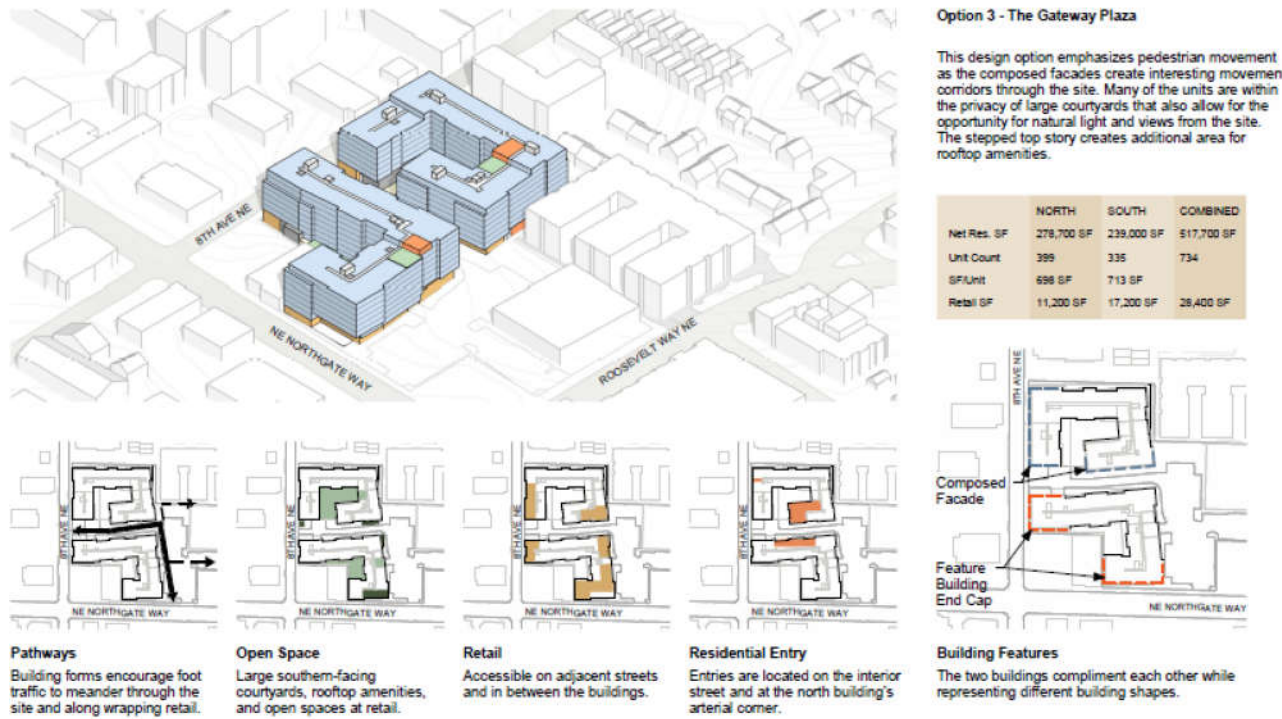 Option 3 - The Gateway Plaza
This design option emphasizes pedestrian movement
as the composed facades create interesting movemen
corridors through the site. Many of the units are within
the privacy of large courtyards that also allow for the
opportunity for natural light and views from the site.
The stepped top story creates additional area for
rooftop amenities.
NORTH SOUTH COMBINED
Net Res. SF 278,700 SF 239,000 SF 517,700 SF
Unit Count 399 335 734
SF/Unit 698 SF 713 SF
Retail SF 11,200 SF 17,200 SF 28,400 SF
8TH AVE NE
NE NORTHGATE WAY
ROOSEVELT WAY NE
8TH AVE NE
NE NORTHGATE WAY
Pathways
Building forms encourage foot
traffic to meander through the
site and along wrapping retail.
8TH AVE NE
NE NORTHGATE WAY
Open Space
Large southern-facing
courtyards, rooftop amenities,
and open spaces at retail.
8TH AVE NE
NE NORTHGATE WAY
Retail
Accessible on adjacent streets
and in between the buildings.
8TH AVE NE
NE NORTHGATE WAY
Residential Entry
Entries are located on the interior
street and at the north building's
arterial corner.
8TH AVE NE
Composed
Facade
Feature
Building
End Cap
NE NORTHGATE WAY
Building Features
The two buildings compliment each other while
representing different building shapes.